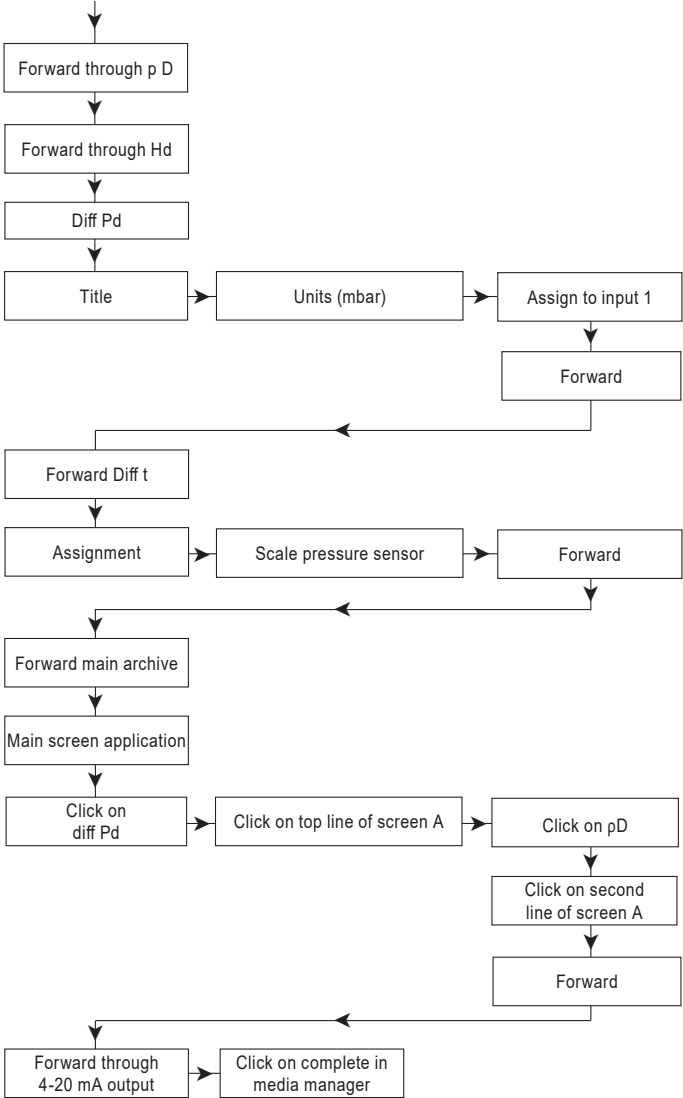 Forward through p D
Forward through Hd
Diff Pd
Title
Units (mbar)
Assign to input 1
Forward
Forward Diff t
Assignment
Scale pressure sensor
Forward
Forward main archive
Main screen application
Click on
diff Pd
Click on top line of screen A
Click on ρD
Click on second
line of screen A
Forward
Forward through
4-20 mA output
Click on complete in
media manager